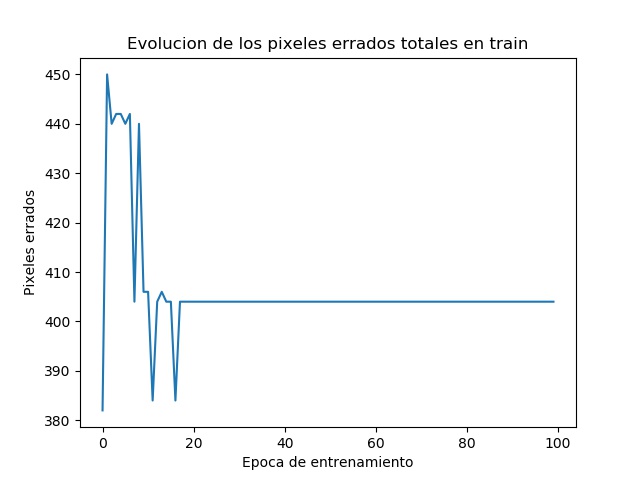 Evolucion de los pixeles errados totales en train
450
440
430
420
410
400
390
380
Pixeles errados
0 20 40 60 80 100
Epoca de entrenamiento